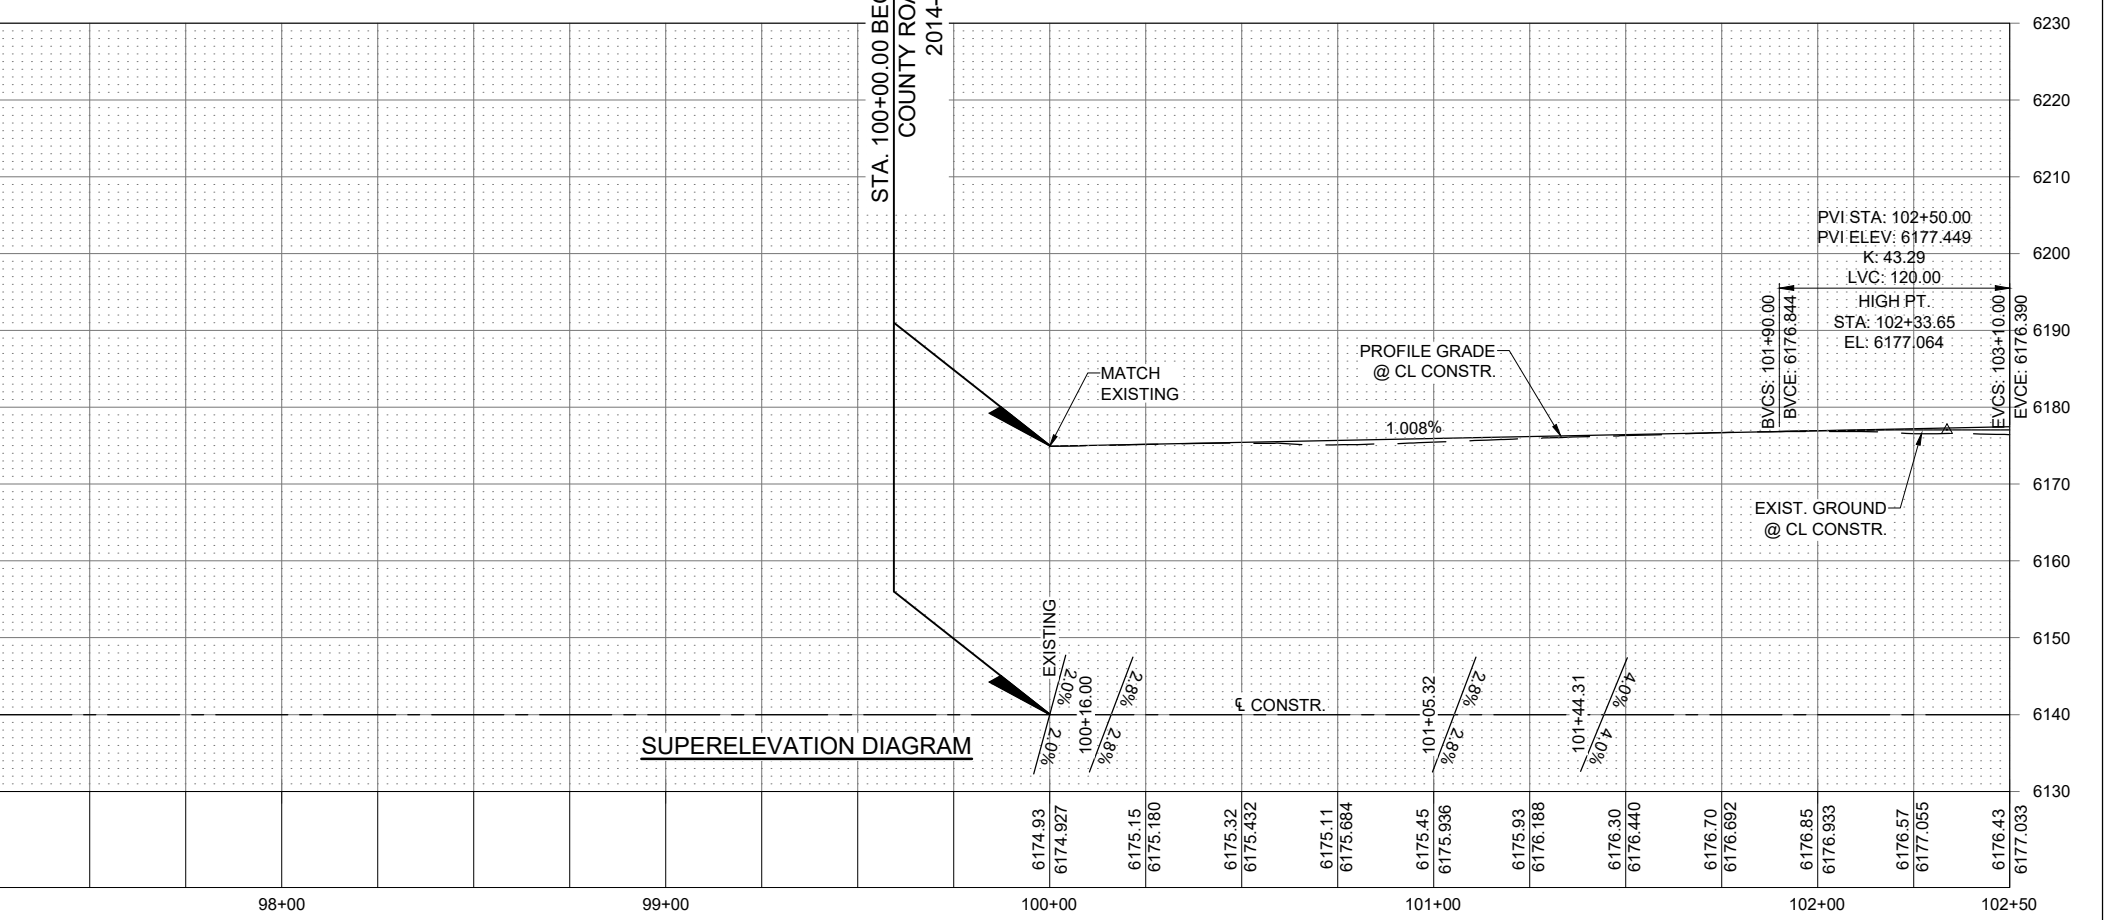 STA. 100+00.00
COUNTY
2014-
6230
6220
6210
6200
6190
6180
6170
6160
6150
6140
6130
PVI STA: 102+50.00
PVI ELEV: 6177.449
K: 43.29
LVC: 120.00
HIGH PT.
STA: 102+33.65
EL: 6177.064
BVCS: 101+90.00
BVCE: 6176.844
EVCS: 103+10.00
EVCE: 6176.390
PROFILE GRADE
@ CL CONSTR.
MATCH
EXISTING
1.008%
EXIST. GROUND
@ CL CONSTR.
EXISTING
2.0%
2.0%
100+16.00
2.8%
2.8%
℄ CONSTR.
101+05.32
2.8%
2.8%
101+44.31
4.0%
4.0%
SUPERELEVATION DIAGRAM
6174.93
6174.927
6175.15
6175.180
6175.32
6175.432
6175.11
6175.684
6175.45
6175.936
6175.93
6176.188
6176.30
6176.440
6176.70
6176.692
6176.85
6176.933
6176.57
6177.055
6176.43
6177.033
98+00
99+00
100+00
101+00
102+00
102+50